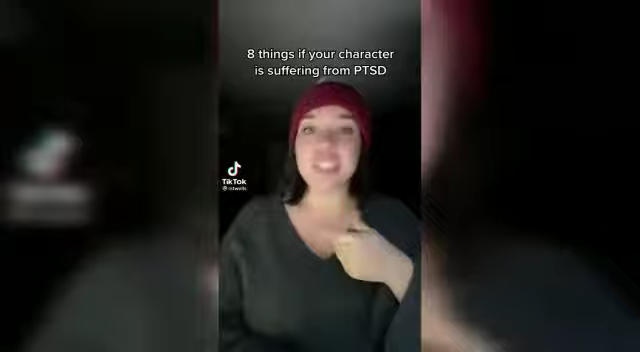 8 things if your character
is suffering from PTSD
TikTok